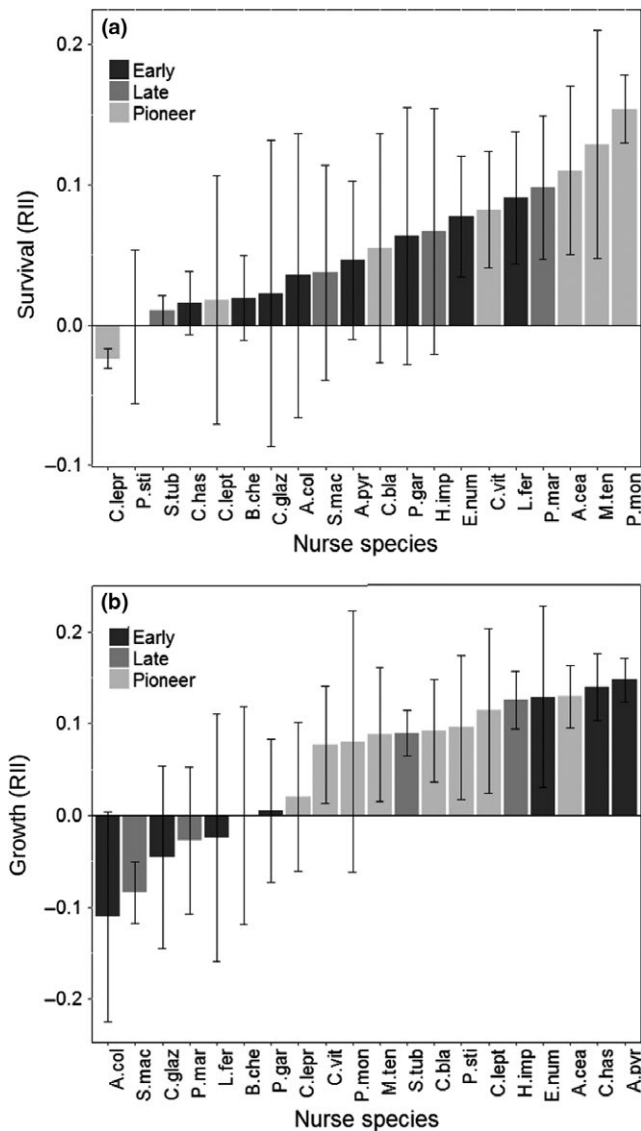 (a)
Early
Late
Pioneer
Survival (RII)
0.2
0.1
0.0
−0.1
C.lepr
P.sti
S.tub
C.has
C.lept
B.che
C.glaz
A.col
S.mac
A.pyr
C.bla
P.gar
H.imp
E.num
C.vit
L.fer
P.mar
A.cea
M.ten
P.mon
Nurse species
(b)
Early
Late
Pioneer
Growth (RII)
0.2
0.1
0.0
−0.1
−0.2
A.col
S.mac
C.glaz
P.mar
L.fer
B.che
P.gar
C.lepr
C.vit
P.mon
M.ten
S.tub
C.bla
P.sti
C.lept
H.imp
E.num
A.cea
C.has
A.pyr
Nurse species